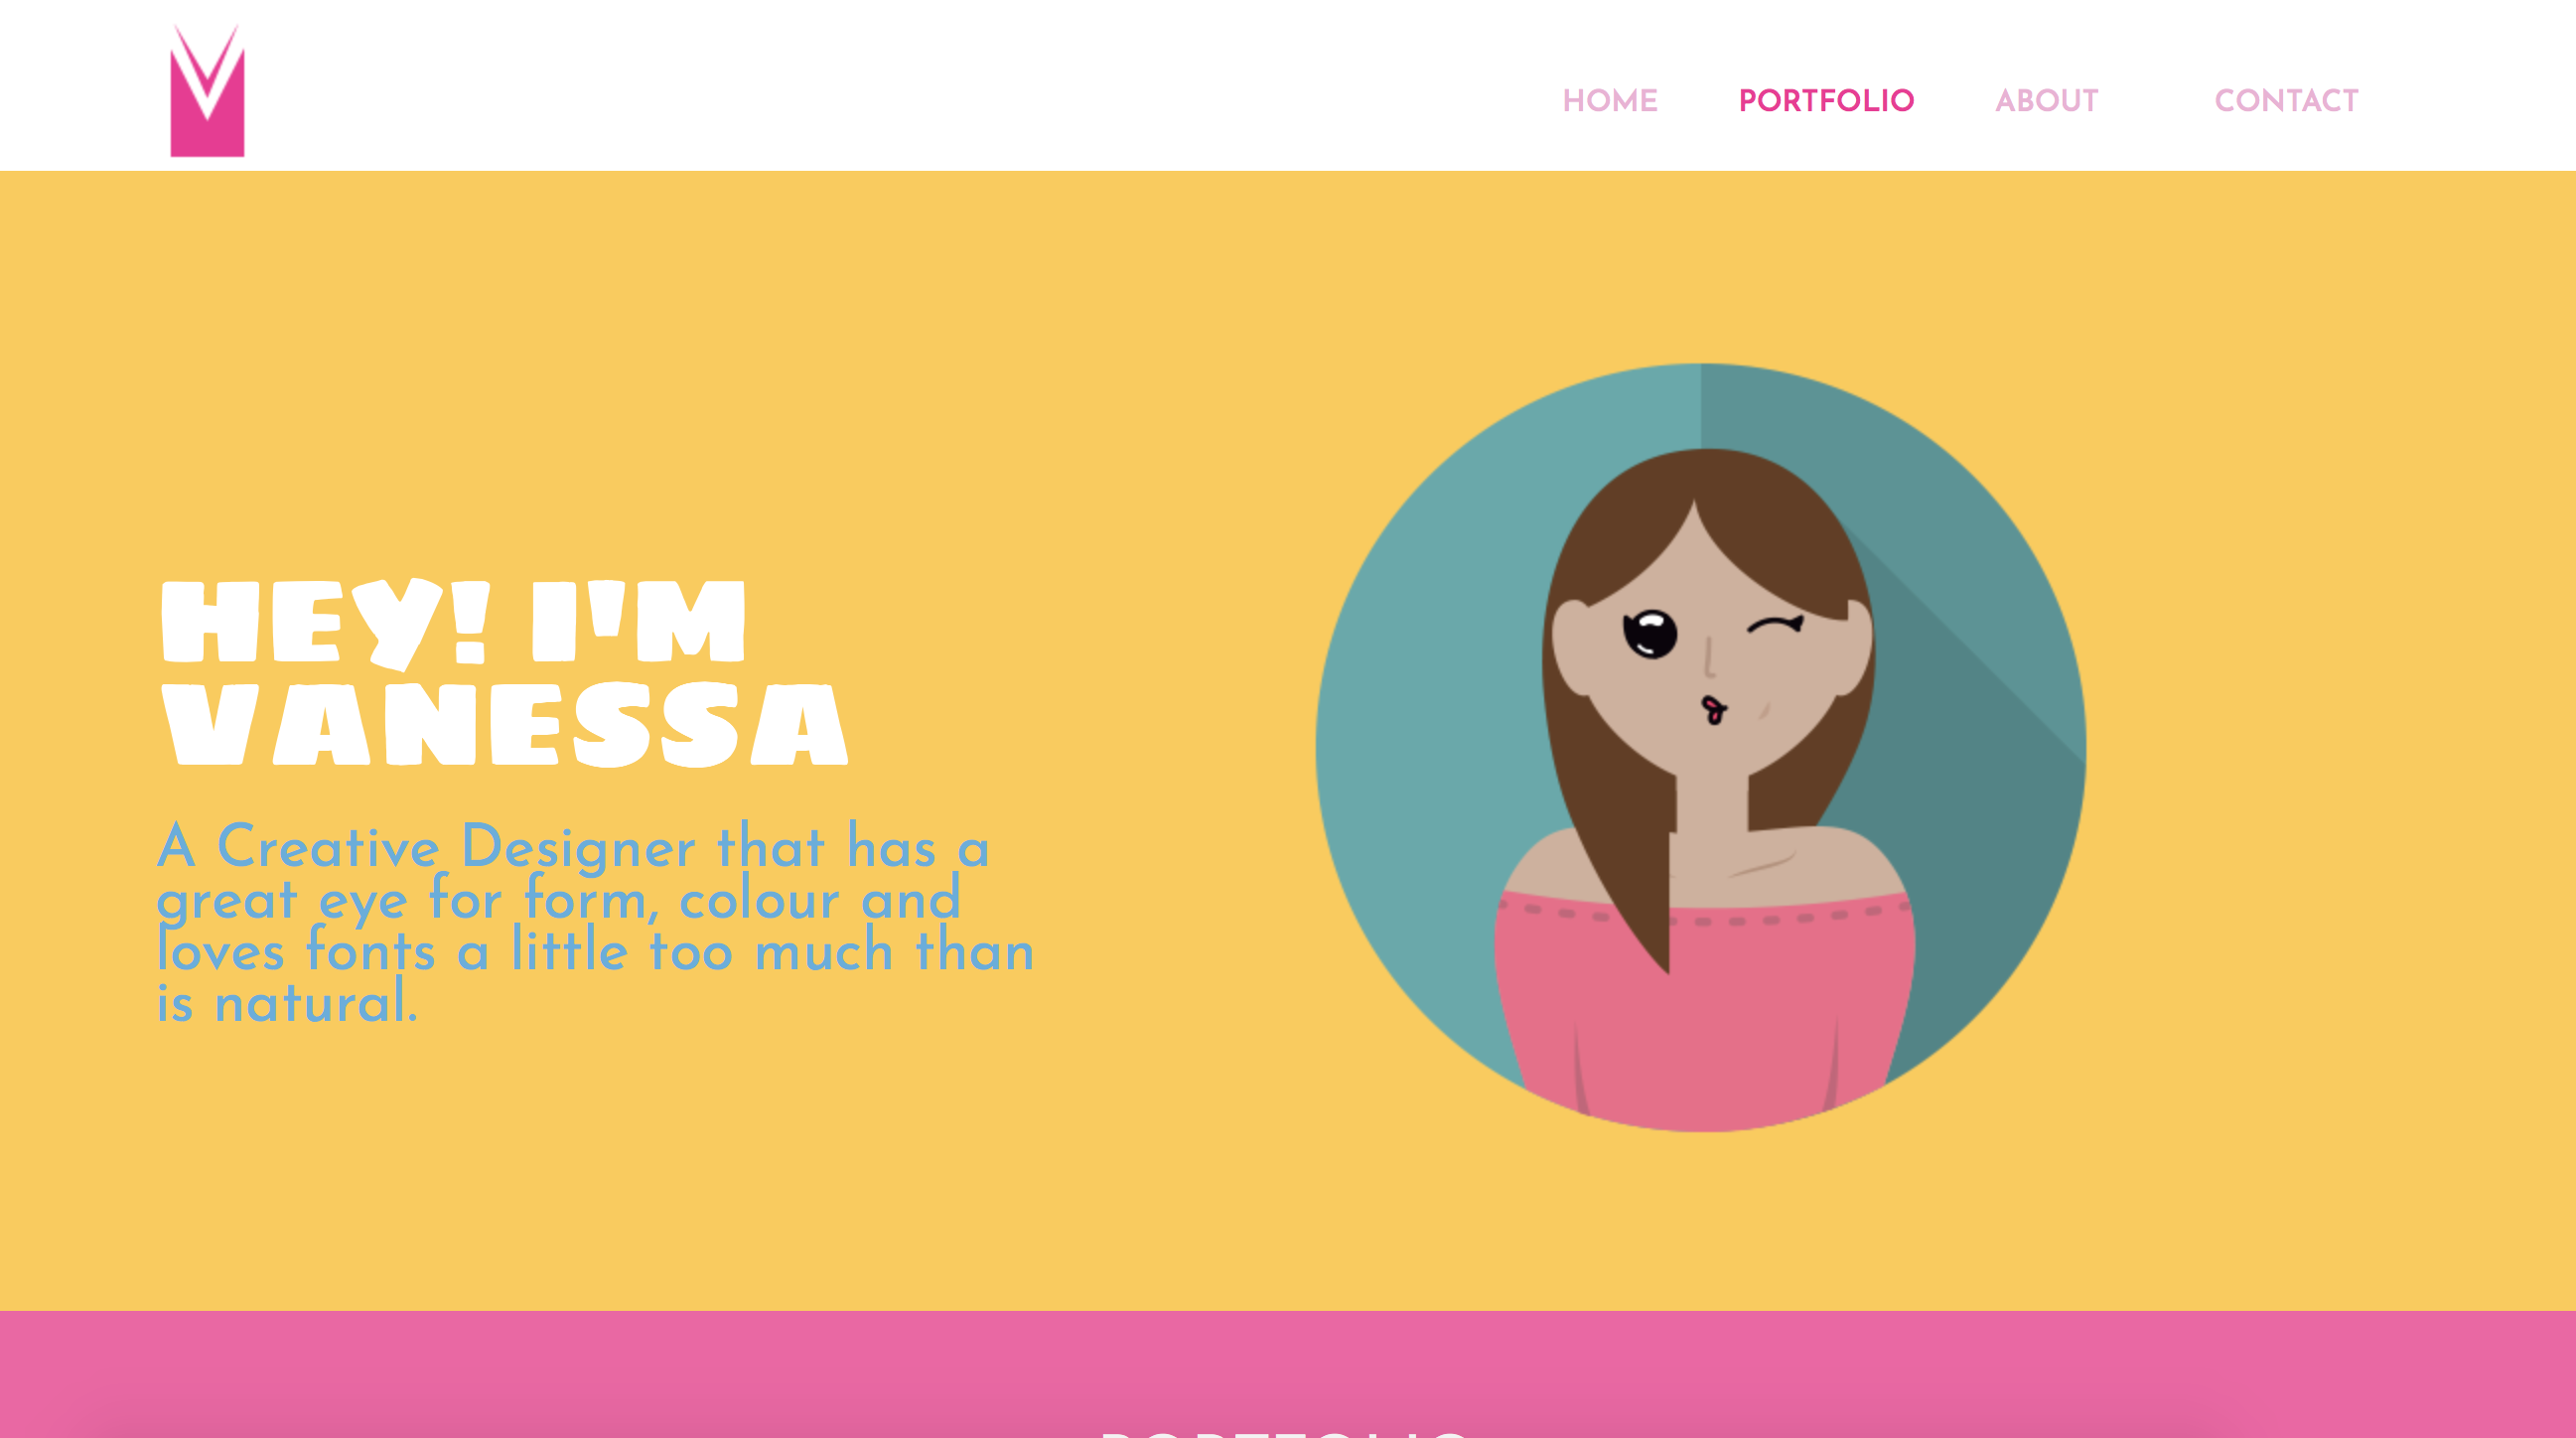 HOME PORTFOLIO ABOUT CONTACT
HEY! I'M
VANESSA
A Creative Designer that has a
great eye for form, colour and
loves fonts a little too much than
is natural.
PORTFOLIO